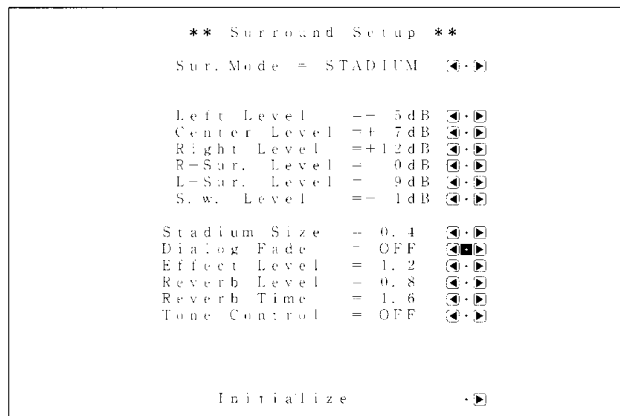 ** Surround Setup **
Sur. Mode = STADIUM ◀・▶
Left Level =- 5dB ◀・▶
Center Level =+ 7dB ◀・▶
Right Level =+12dB ◀・▶
R-Sur. Level = 0dB ◀・▶
L-Sur. Level = 9dB ◀・▶
S.w. Level =- 1dB ◀・▶
Stadium Size = 0.4 ◀・▶
Dialog Fade = OFF ◀・▶
Effect Level = 1.2 ◀・▶
Reverb Level = 0.8 ◀・▶
Reverb Time = 1.6 ◀・▶
Tone Control = OFF ◀・▶
Initialize ・▶